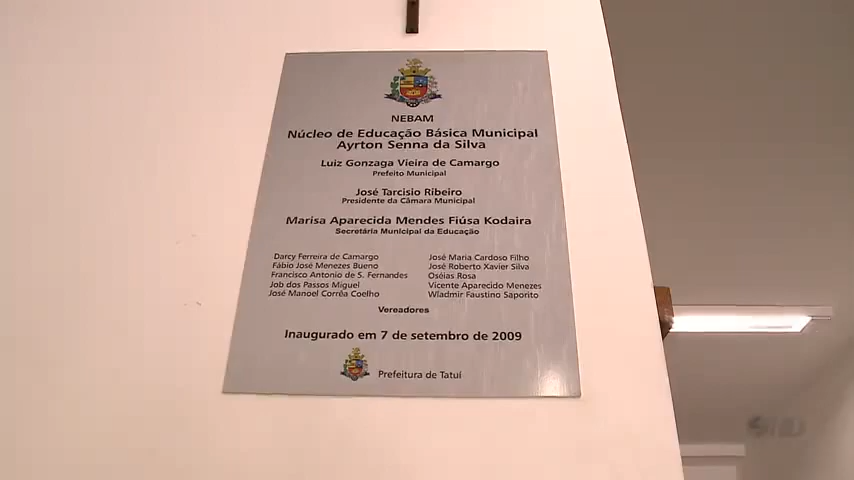 NEBAM
Núcleo de Educação Básica Municipal
Ayrton Senna da Silva
Luiz Gonzaga Vieira de Camargo
Prefeito Municipal
José Tarcisio Ribeiro
Presidente da Câmara Municipal
Marisa Aparecida Mendes Fiúsa Kodaira
Secretária Municipal da Educação
Darcy Ferreira de Camargo
Fábio José Menezes Bueno
Francisco Antonio de S. Fernandes
Job dos Passos Miguel
José Manoel Corrêa Coelho
José Maria Cardoso Filho
José Roberto Xavier Silva
Oséias Rosa
Vicente Aparecido Menezes
Wladmir Faustino Saporito
Vereadores
Inaugurado em 7 de setembro de 2009
Prefeitura de Tatuí